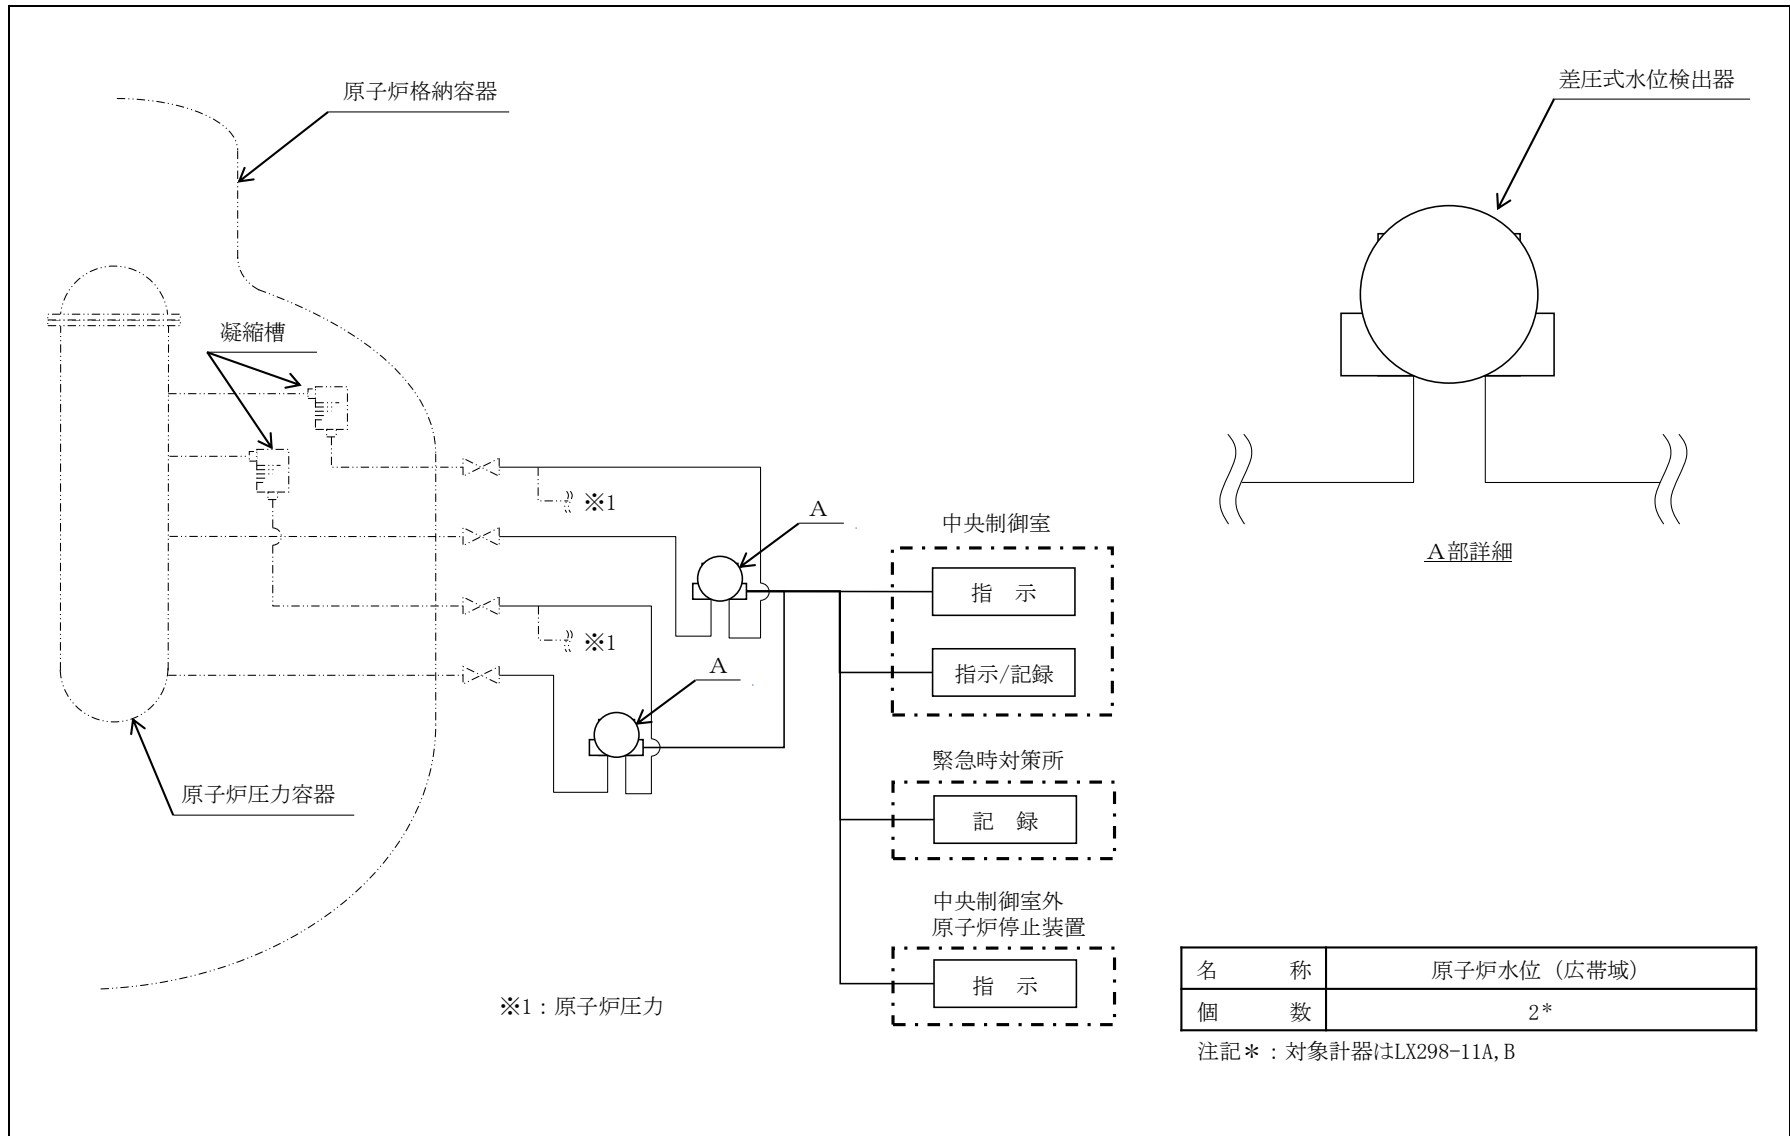 原子炉格納容器
差圧式水位検出器
凝縮槽
※1
A
中央制御室
A部詳細
指　示
※1
A
指示/記録
緊急時対策所
原子炉圧力容器
記　録
中央制御室外
原子炉停止装置
指　示
※1：原子炉圧力
名　　称　原子炉水位（広帯域）
個　　数　2*
注記＊：対象計器はLX298-11A,B